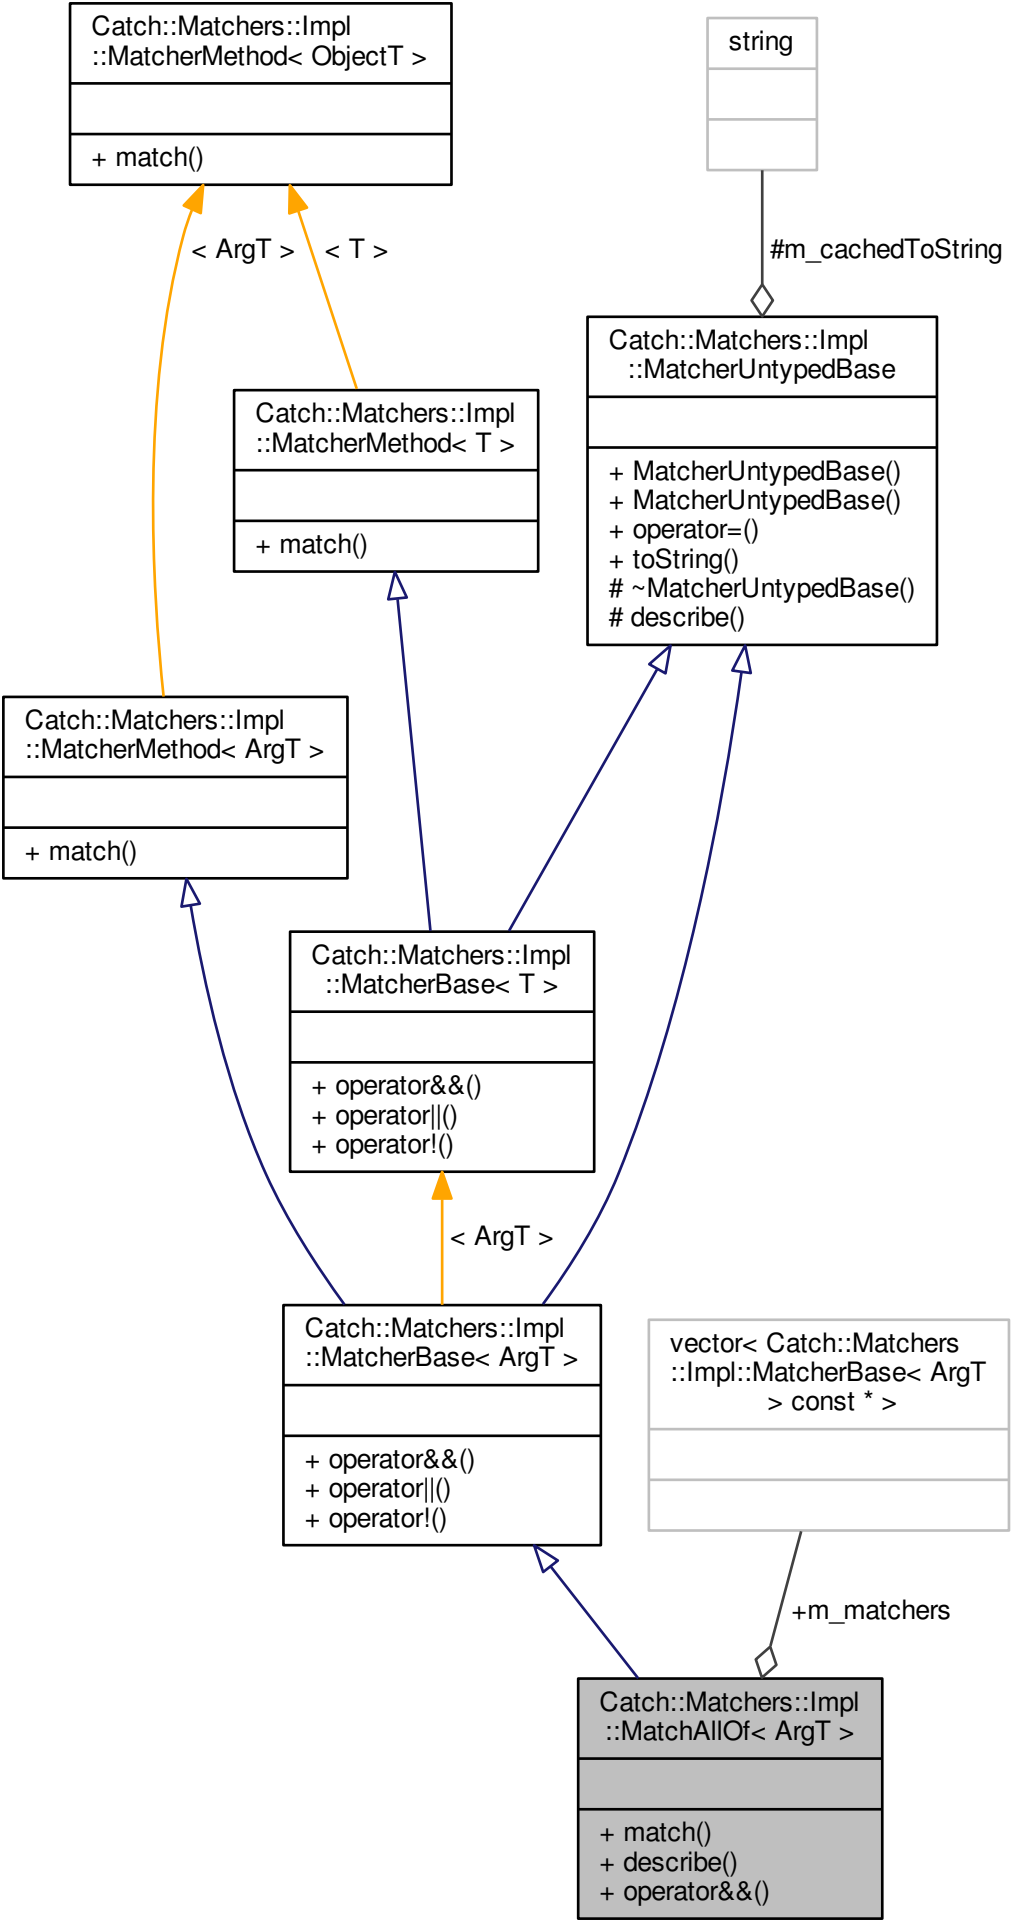 Catch::Matchers::Impl
::MatcherMethod< ObjectT >
+ match()
string
< ArgT >
< T >
#m_cachedToString
Catch::Matchers::Impl
::MatcherUntypedBase
+ MatcherUntypedBase()
+ MatcherUntypedBase()
+ operator=()
+ toString()
# ~MatcherUntypedBase()
# describe()
Catch::Matchers::Impl
::MatcherMethod< T >
+ match()
Catch::Matchers::Impl
::MatcherMethod< ArgT >
+ match()
Catch::Matchers::Impl
::MatcherBase< T >
+ operator&&()
+ operator||()
+ operator!()
< ArgT >
Catch::Matchers::Impl
::MatcherBase< ArgT >
+ operator&&()
+ operator||()
+ operator!()
vector< Catch::Matchers
::Impl::MatcherBase< ArgT
> const * >
+m_matchers
Catch::Matchers::Impl
::MatchAllOf< ArgT >
+ match()
+ describe()
+ operator&&()